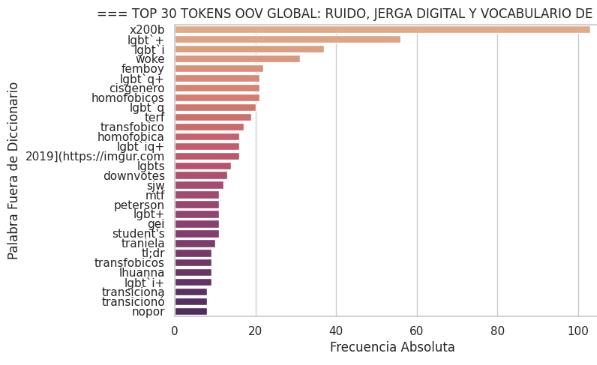 === TOP 30 TOKENS OOV GLOBAL: RUIDO, JERGA DIGITAL Y VOCABULARIO DE
Palabra Fuera de Diccionario
x200b
lgbt`+
lgbt`i
woke
femboy
lgbt`q+
cisgenero
homofobicos
lgbt`q
terf
transfobico
homofobica
lgbt`iq+
2019](https://imgur.com
lgbts
downvotes
sjw
mtf
peterson
lgbt+
gei
student's
traniela
tl;dr
transfobicos
lhuanna
lgbt`i+
transiciona
transicionó
nopor
0 20 40 60 80 100
Frecuencia Absoluta